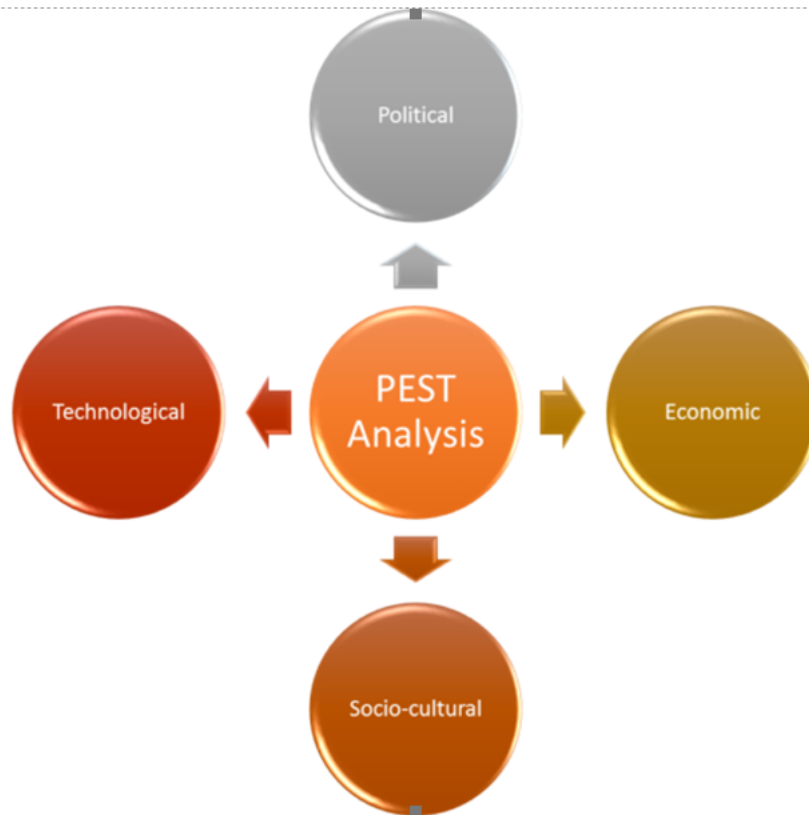 Political
Technological
PEST
Analysis
Economic
Socio-cultural